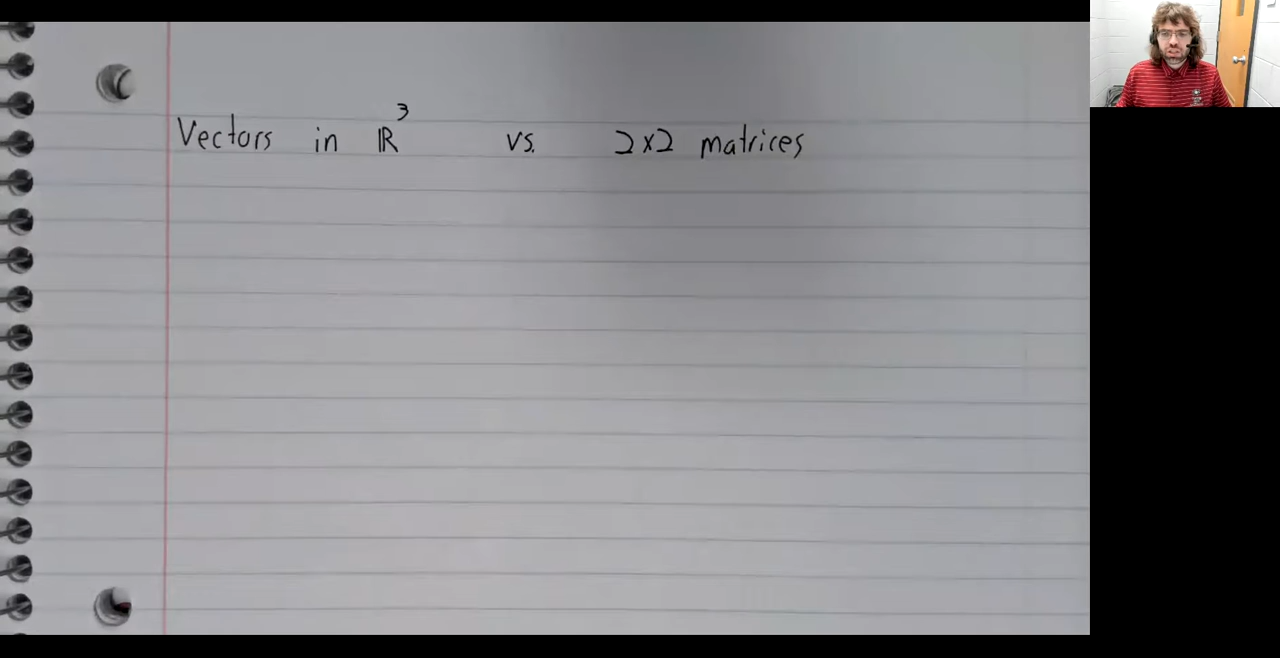 Vectors in ℝ³ vs. 2x2 matrices